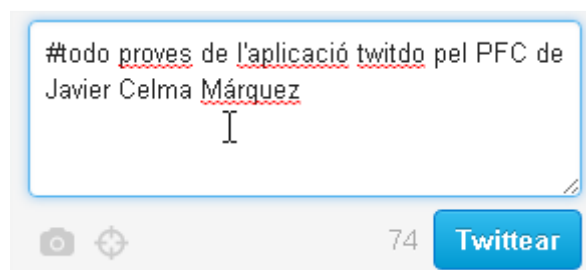 #todo proves de l'aplicació twitdo pel PFC de
Javier Celma Márquez
74 Twittear